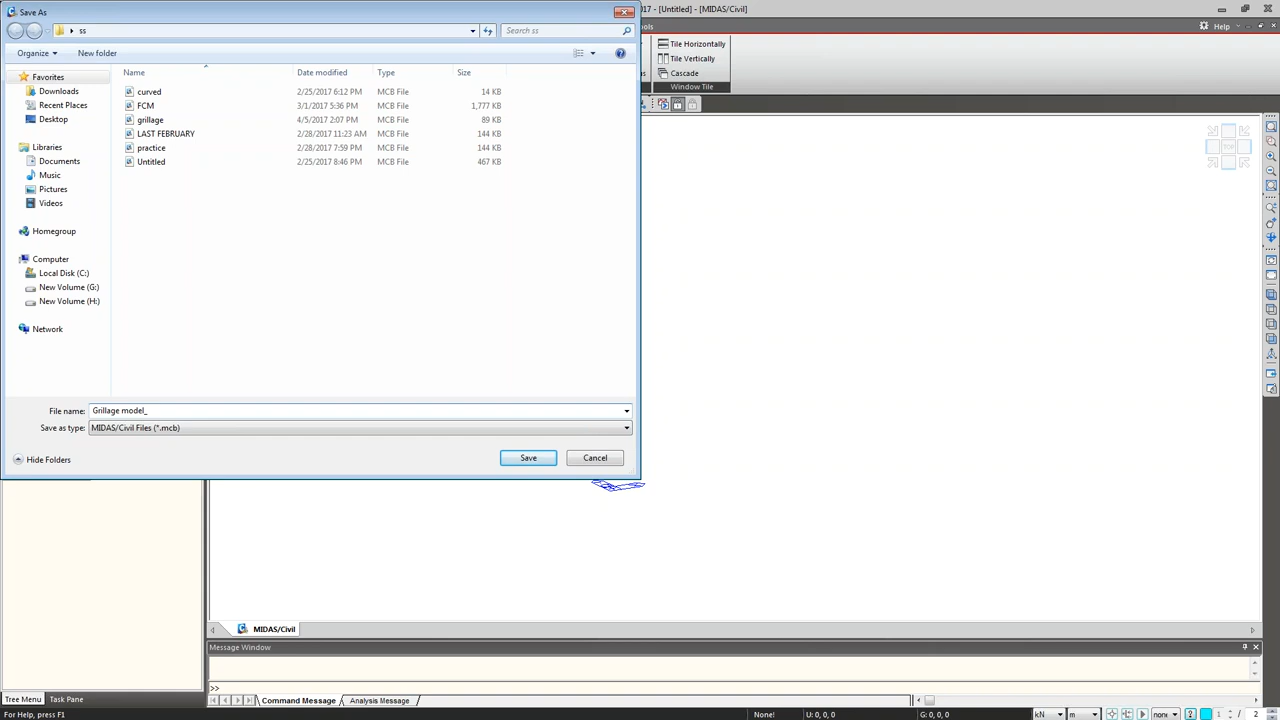 Save As
2017 - [Untitled] - [MIDAS/Civil]
ss
Search ss
Help
Organize
New folder
Tile Horizontally
Tile Vertically
Cascade
Window Tile
Name
Date modified
Type
Size
Favorites
Downloads
Recent Places
Desktop
Libraries
Documents
Music
Pictures
Videos
Homegroup
Computer
Local Disk (C:)
New Volume (G:)
New Volume (H:)
Network
curved 2/25/2017 6:12 PM MCB File 14 KB
FCM 3/1/2017 5:36 PM MCB File 1,777 KB
grillage 4/5/2017 2:07 PM MCB File 89 KB
LAST FEBRUARY 2/28/2017 11:23 AM MCB File 144 KB
practice 2/28/2017 7:59 PM MCB File 144 KB
Untitled 2/25/2017 8:46 PM MCB File 467 KB
TOP
File name: Grillage model_
Save as type: MIDAS/Civil Files (*.mcb)
Hide Folders
Save
Cancel
MIDAS/Civil
Message Window
>>
Tree Menu
Task Pane
Command Message
Analysis Message
For Help, press F1
None!
U: 0, 0, 0
G: 0, 0, 0
kN
m
none
1 / 2